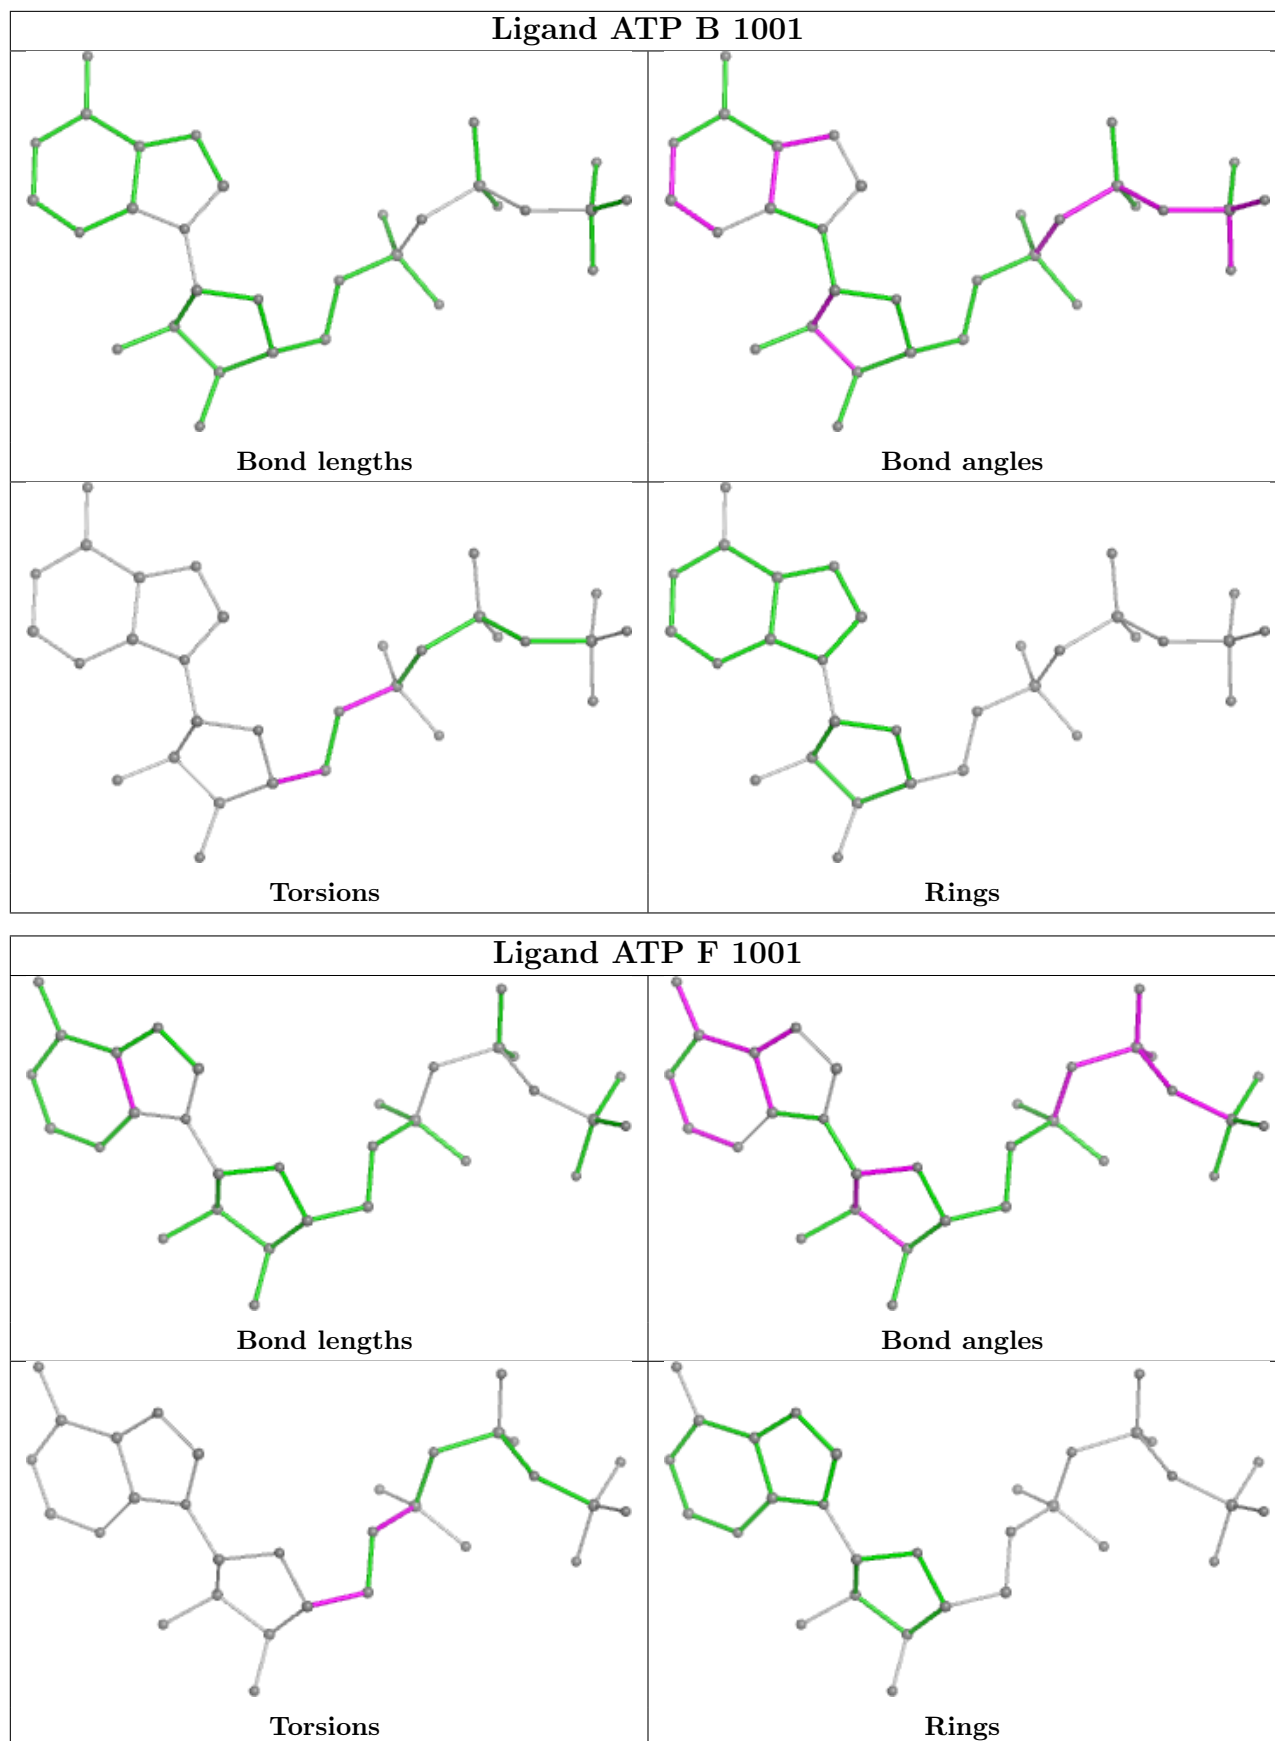 Ligand ATP B 1001
Bond lengths
Bond angles
Torsions
Rings
Ligand ATP F 1001
Bond lengths
Bond angles
Torsions
Rings